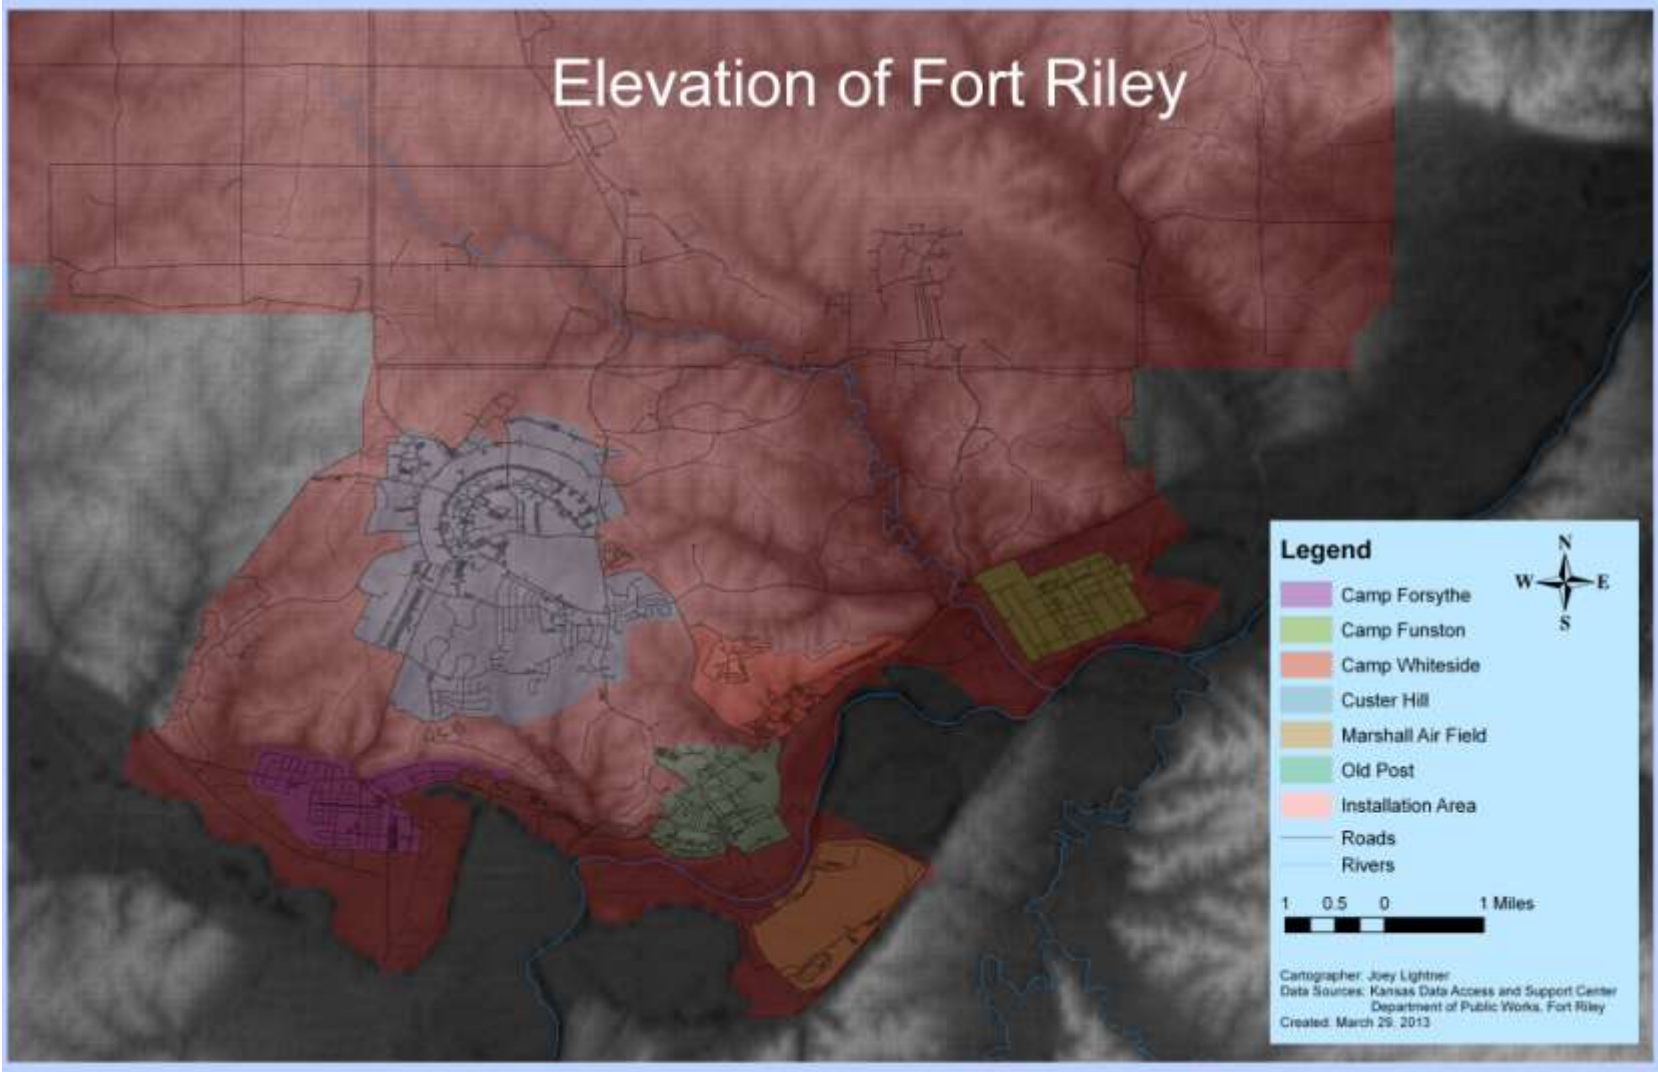 Elevation of Fort Riley
Legend
N
W E
S
Camp Forsythe
Camp Funston
Camp Whiteside
Custer Hill
Marshall Air Field
Old Post
Installation Area
Roads
Rivers
1 0.5 0 1 Miles
Cartographer: Joey Lightner
Data Sources: Kansas Data Access and Support Center
Department of Public Works, Fort Riley
Created: March 29, 2013